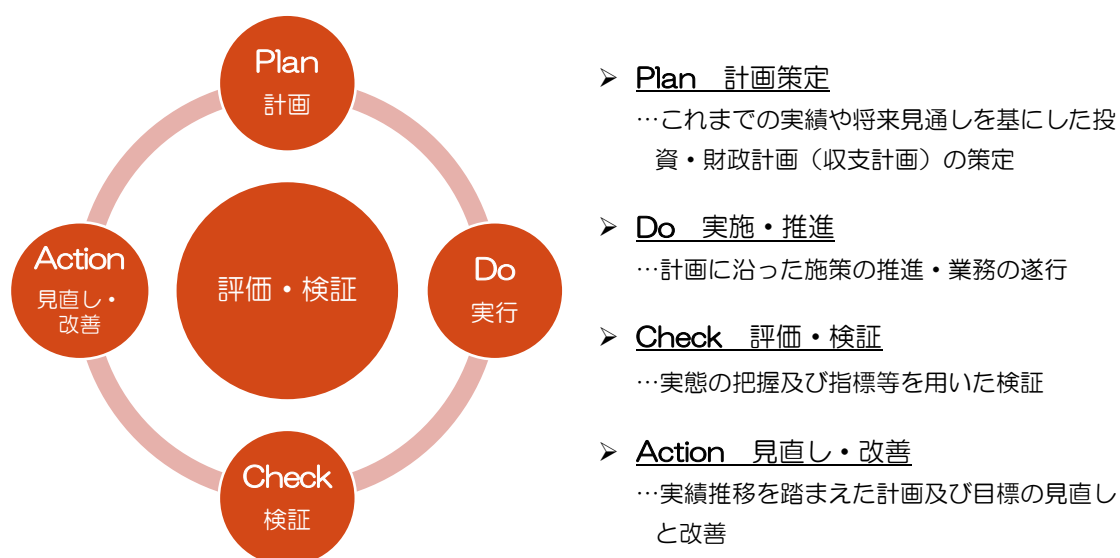 Plan
計画
Action
見直し・
改善
評価・検証
Do
実行
Check
検証
➢ Plan　計画策定
…これまでの実績や将来見通しを基にした投
資・財政計画（収支計画）の策定
➢ Do　実施・推進
…計画に沿った施策の推進・業務の遂行
➢ Check　評価・検証
…実態の把握及び指標等を用いた検証
➢ Action　見直し・改善
…実績推移を踏まえた計画及び目標の見直し
と改善